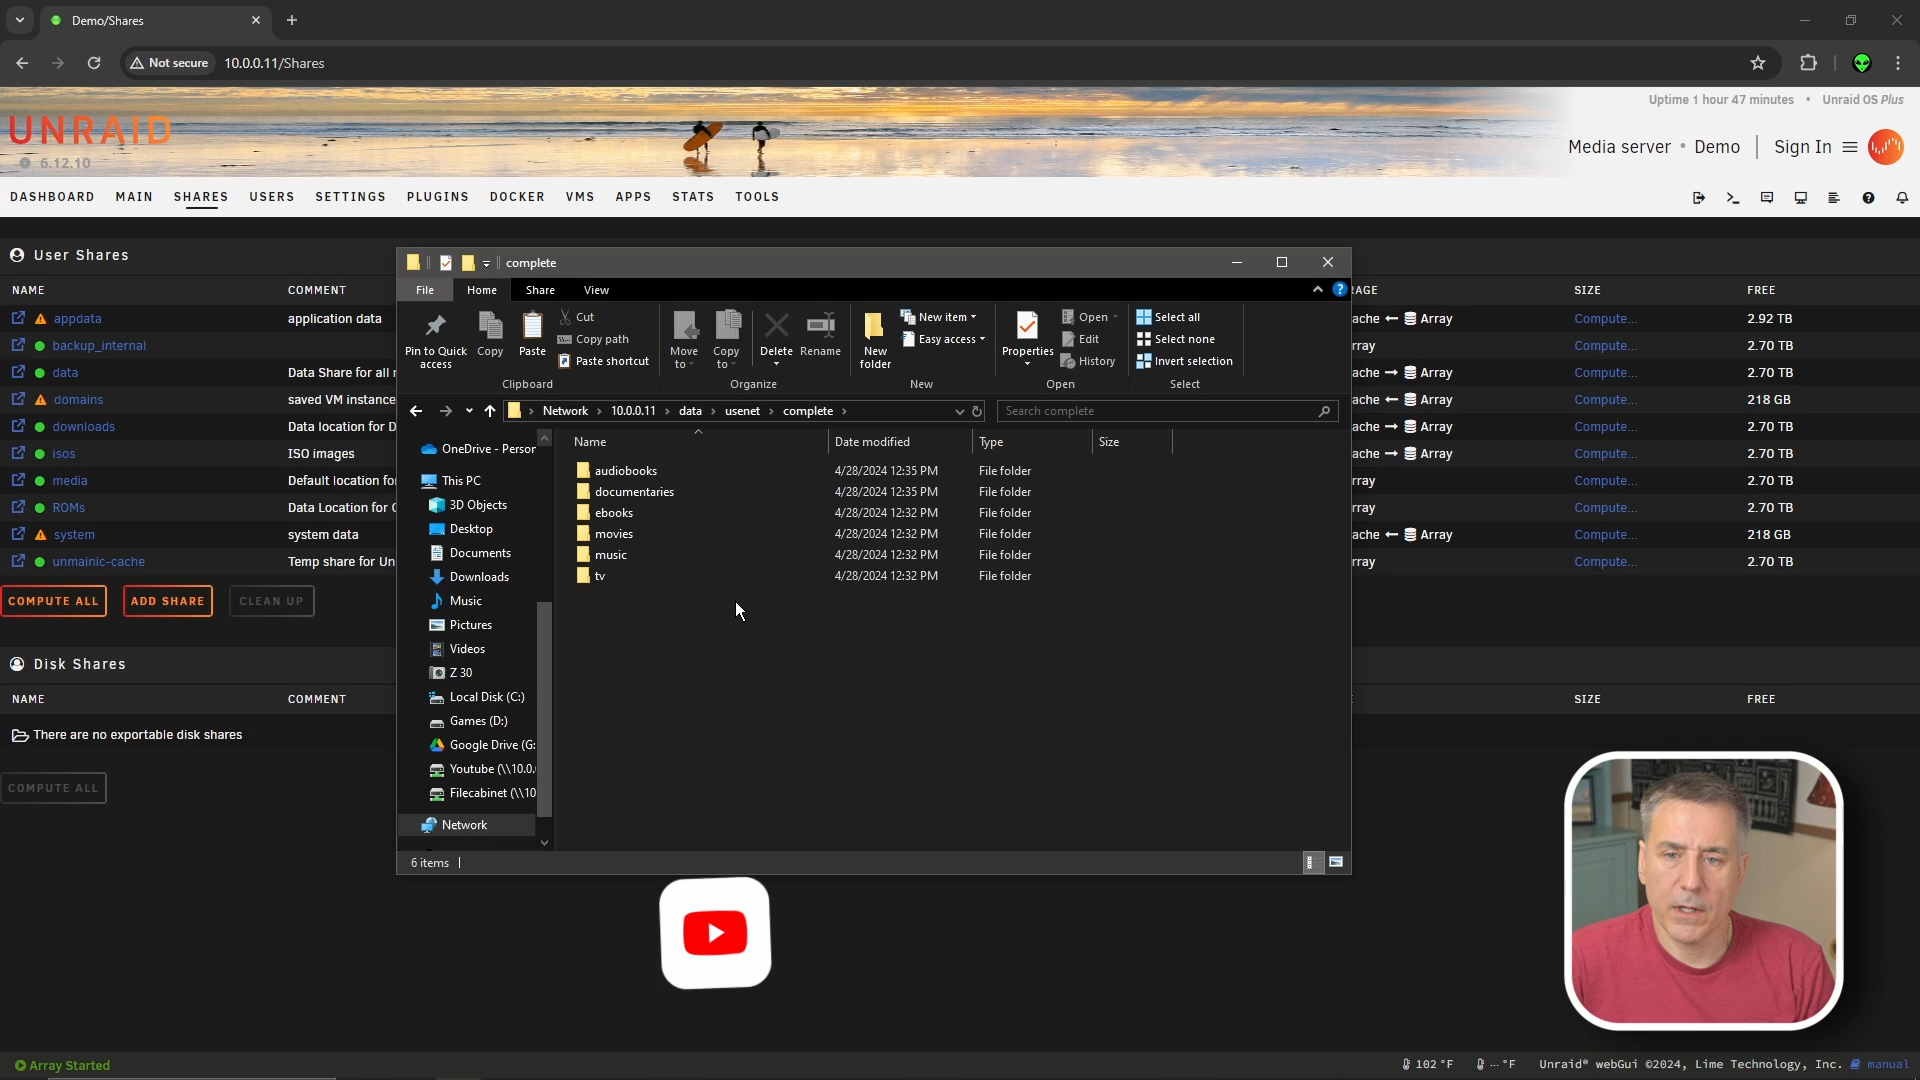 Demo/Shares
Not secure
10.0.0.11/Shares
Uptime 1 hour 47 minutes • Unraid OS Plus
UNRAID
6.12.10
Media server • Demo
Sign In
DASHBOARD MAIN SHARES USERS SETTINGS PLUGINS DOCKER VMS APPS STATS TOOLS
User Shares
NAME COMMENT RAGE SIZE FREE
appdata application data ache Array Compute... 2.92 TB
backup_internal rray Compute... 2.70 TB
data Data Share for all ache Array Compute... 2.70 TB
domains saved VM instance ache Array Compute... 218 GB
downloads Data location for D ache Array Compute... 2.70 TB
isos ISO images ache Array Compute... 2.70 TB
media Default location fo rray Compute... 2.70 TB
ROMs Data Location for rray Compute... 2.70 TB
system system data ache Array Compute... 218 GB
unmainic-cache Temp share for Un rray Compute... 2.70 TB
COMPUTE ALL ADD SHARE CLEAN UP
Disk Shares
NAME COMMENT SIZE FREE
There are no exportable disk shares
COMPUTE ALL
complete
File Home Share View
Pin to Quick access
Copy
Paste
Cut
Copy path
Paste shortcut
Clipboard
Move to
Copy to
Delete
Rename
Organize
New folder
New item
Easy access
New
Properties
Open
Edit
History
Open
Select all
Select none
Invert selection
Select
Network 10.0.0.11 data usenet complete
Search complete
OneDrive - Person
This PC
3D Objects
Desktop
Documents
Downloads
Music
Pictures
Videos
Z 30
Local Disk (C:)
Games (D:)
Google Drive (G:
Youtube (\\10.0.
Filecabinet (\\10
Network
Name Date modified Type Size
audiobooks 4/28/2024 12:35 PM File folder
documentaries 4/28/2024 12:35 PM File folder
ebooks 4/28/2024 12:32 PM File folder
movies 4/28/2024 12:32 PM File folder
music 4/28/2024 12:32 PM File folder
tv 4/28/2024 12:32 PM File folder
6 items
Array Started
102 °F
-- °F
Unraid® webGui ©2024, Lime Technology, Inc. manual